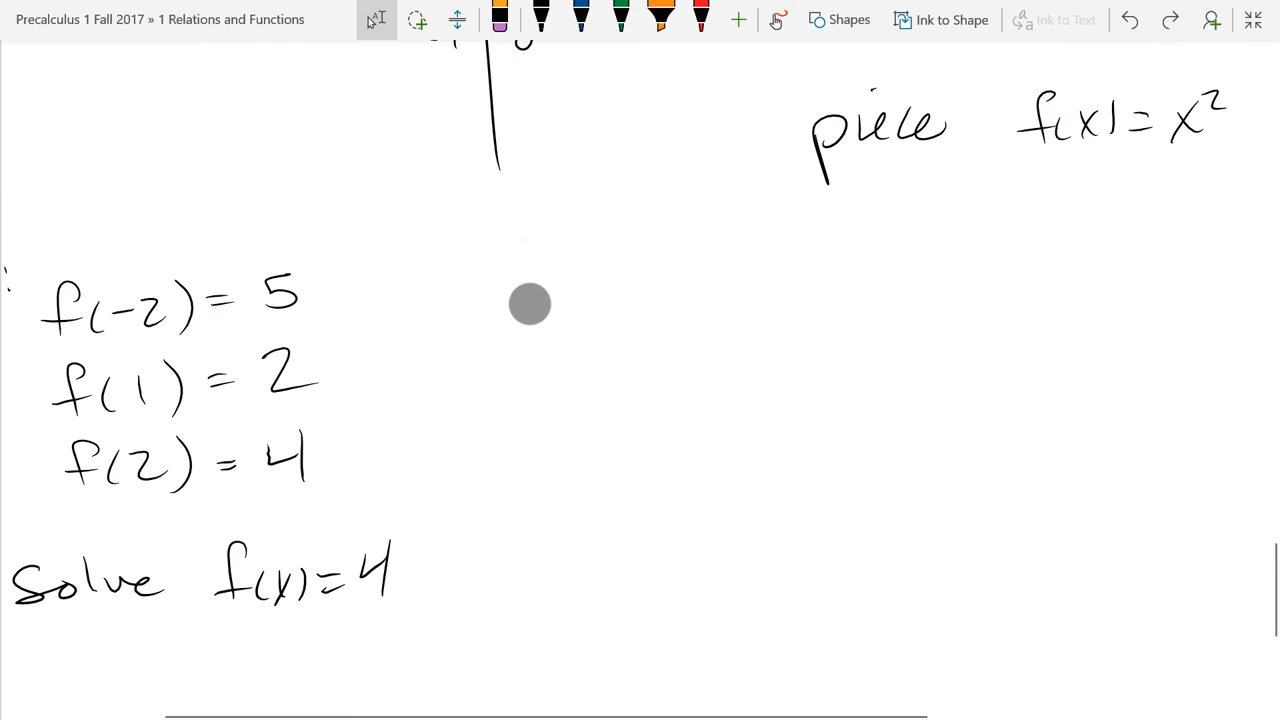 Precalculus 1 Fall 2017 » 1 Relations and Functions
Shapes
Ink to Shape
Ink to Text
piece f(x) = x²
f(-2) = 5
f(1) = 2
f(2) = 4
solve f(x) = 4